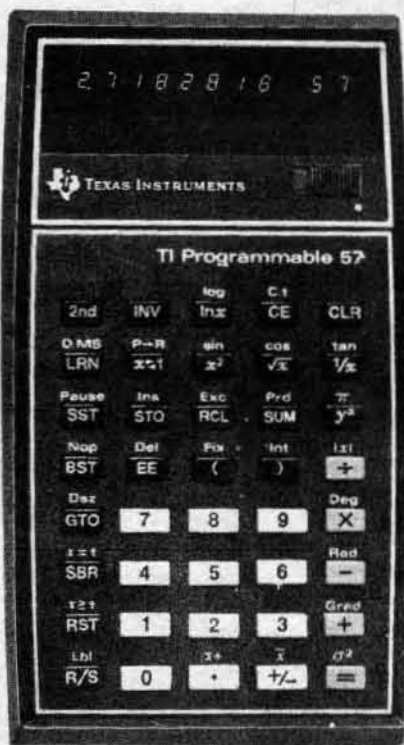 2.7182818 57
TEXAS INSTRUMENTS
TI Programmable 57
log C.t
2nd INV lnx CE CLR
D.MS P→R sin cos tan
LRN x⇆t x² √x 1/x
Pause Ins Exc Prd π
SST STO RCL SUM yˣ
Nop Del Fix Int |x|
BST EE ( ) ÷
Dsz Deg
GTO 7 8 9 X
x=t Rad
SBR 4 5 6 −
x≥t Grad
RST 1 2 3 +
Lbl Σ+ x̄ σ²
R/S 0 . +/− =